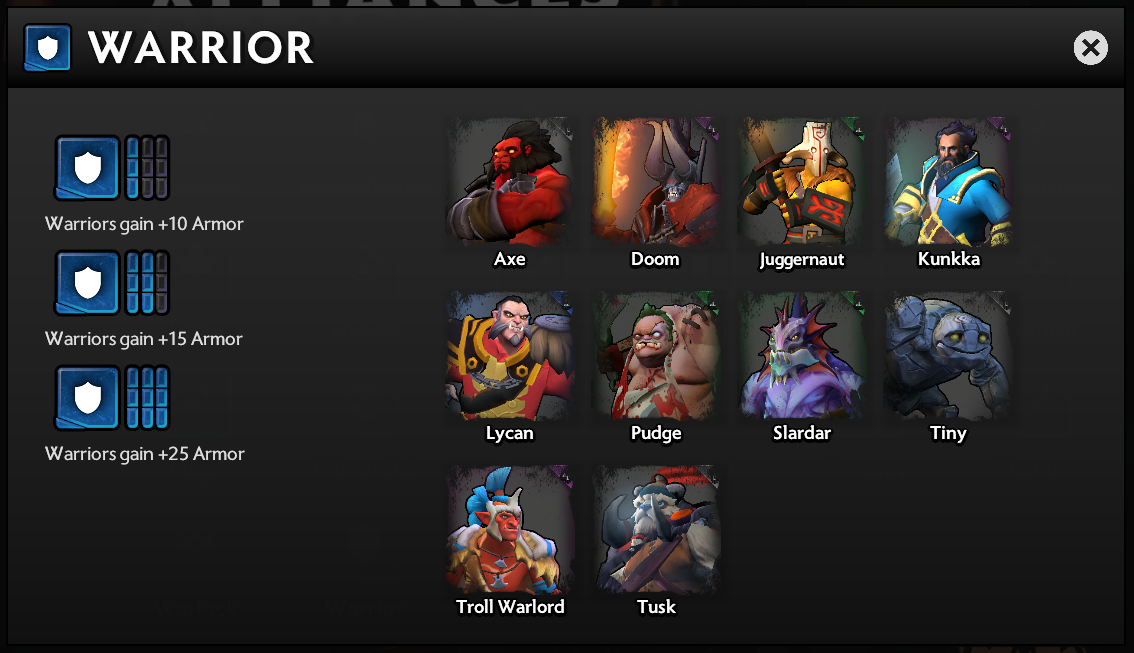 ALLIANCES
WARRIOR
Warriors gain +10 Armor
Warriors gain +15 Armor
Warriors gain +25 Armor
Axe
Doom
Juggernaut
Kunkka
Lycan
Pudge
Slardar
Tiny
Troll Warlord
Tusk